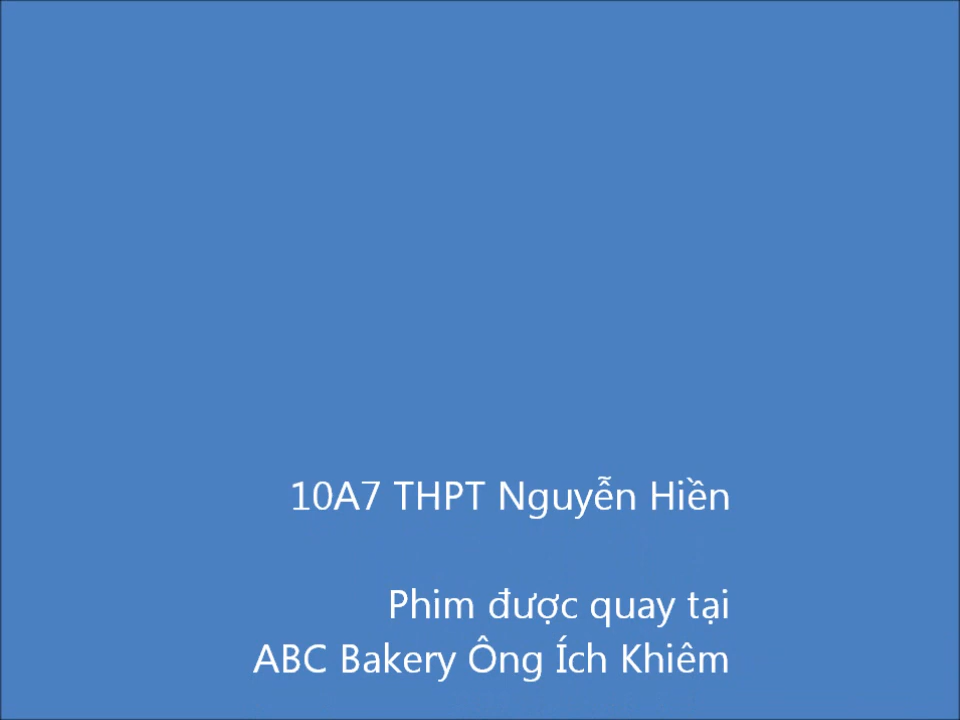 10A7 THPT Nguyễn Hiền
Phim được quay tại
ABC Bakery Ông Ích Khiêm